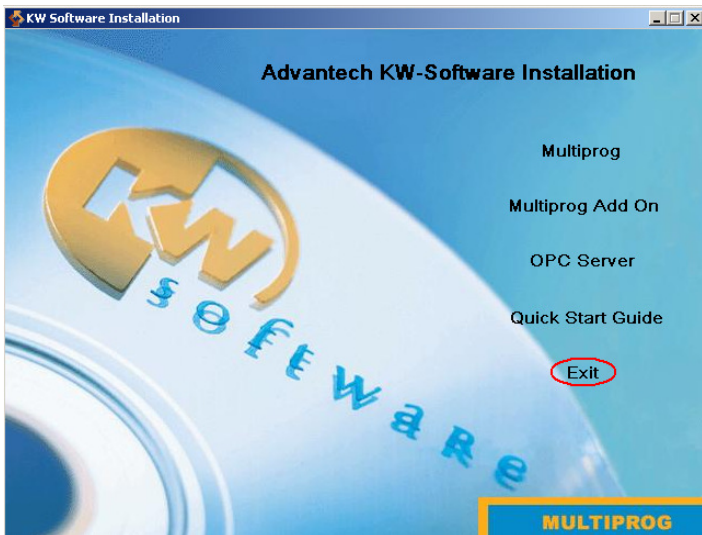 KW Software Installation
Advantech KW-Software Installation
Multiprog
Multiprog Add On
OPC Server
Quick Start Guide
Exit
KW
software
MULTIPROG